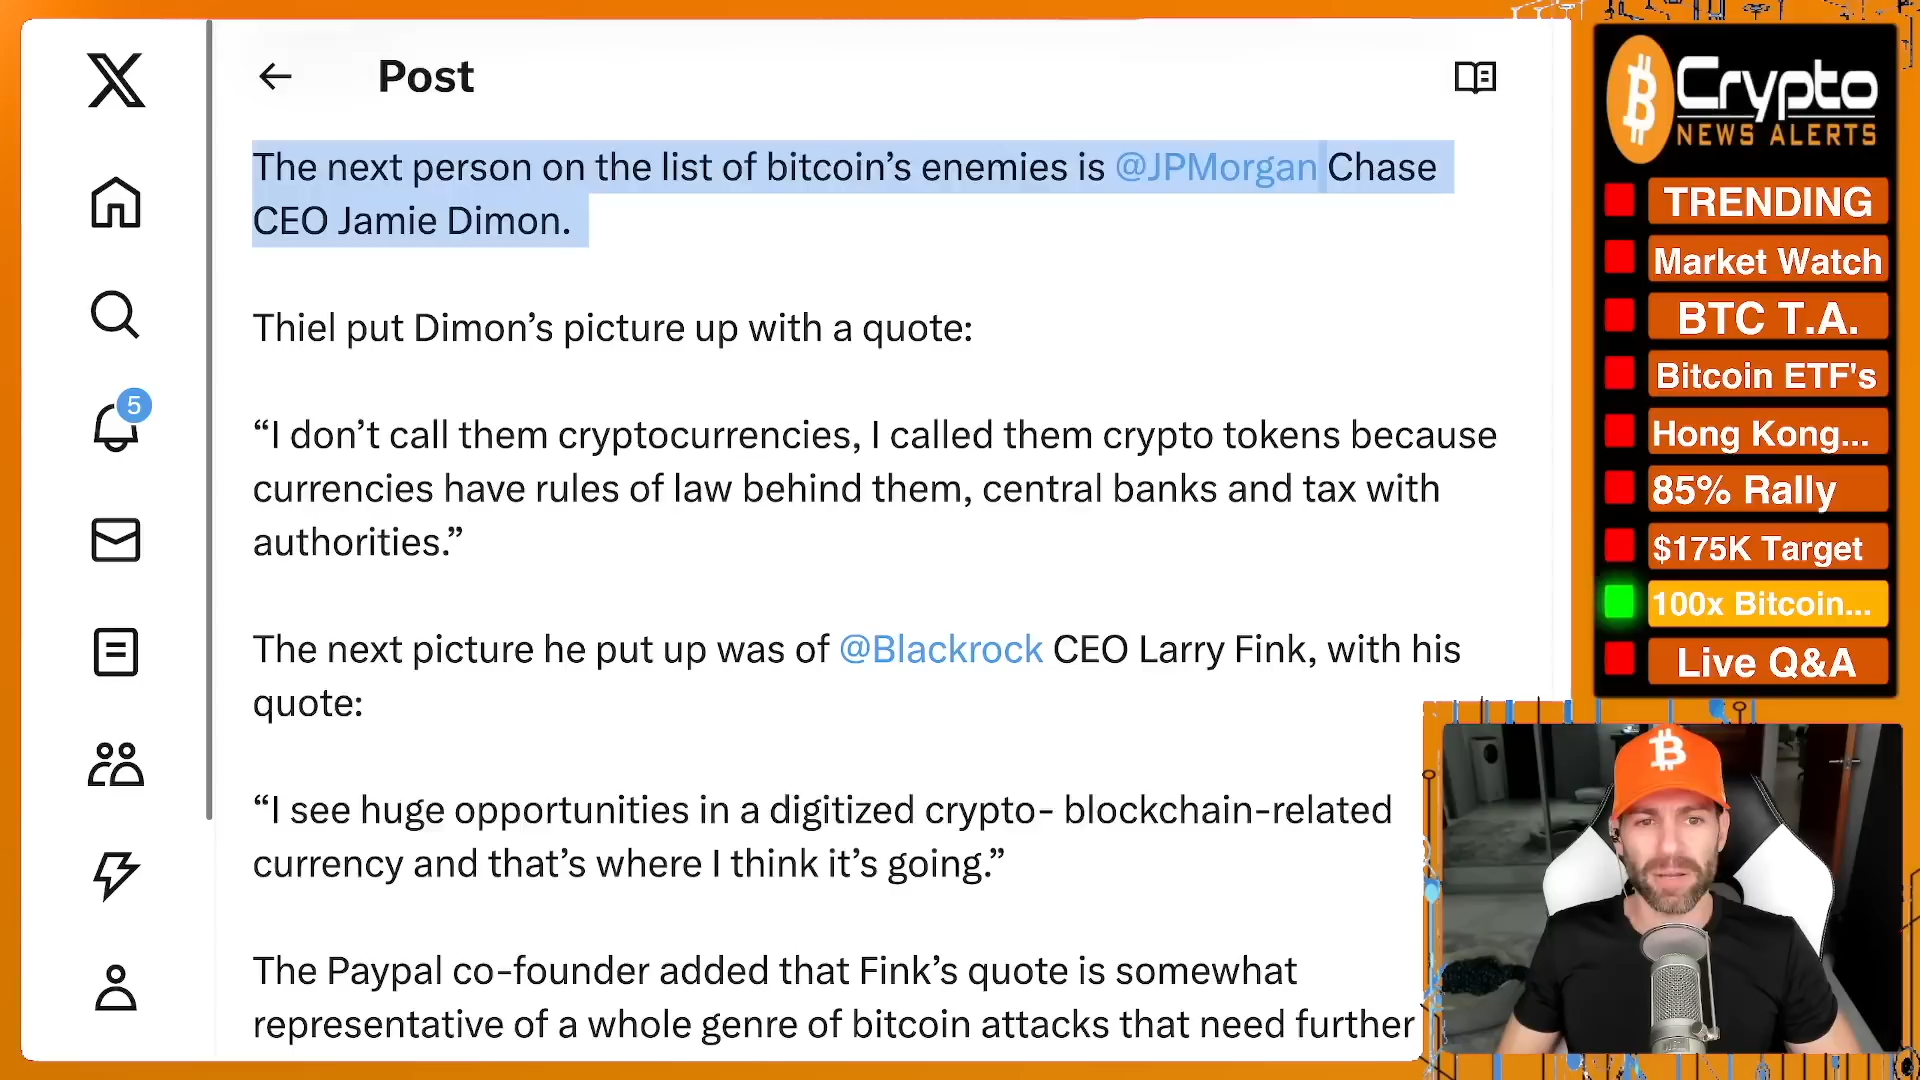 Post
The next person on the list of bitcoin’s enemies is @JPMorgan Chase
CEO Jamie Dimon.
Thiel put Dimon’s picture up with a quote:
“I don’t call them cryptocurrencies, I called them crypto tokens because
currencies have rules of law behind them, central banks and tax with
authorities.”
The next picture he put up was of @Blackrock CEO Larry Fink, with his
quote:
“I see huge opportunities in a digitized crypto- blockchain-related
currency and that’s where I think it’s going.”
The Paypal co-founder added that Fink’s quote is somewhat
representative of a whole genre of bitcoin attacks that need further
5
Crypto
NEWS ALERTS
TRENDING
Market Watch
BTC T.A.
Bitcoin ETF's
Hong Kong...
85% Rally
$175K Target
100x Bitcoin...
Live Q&A